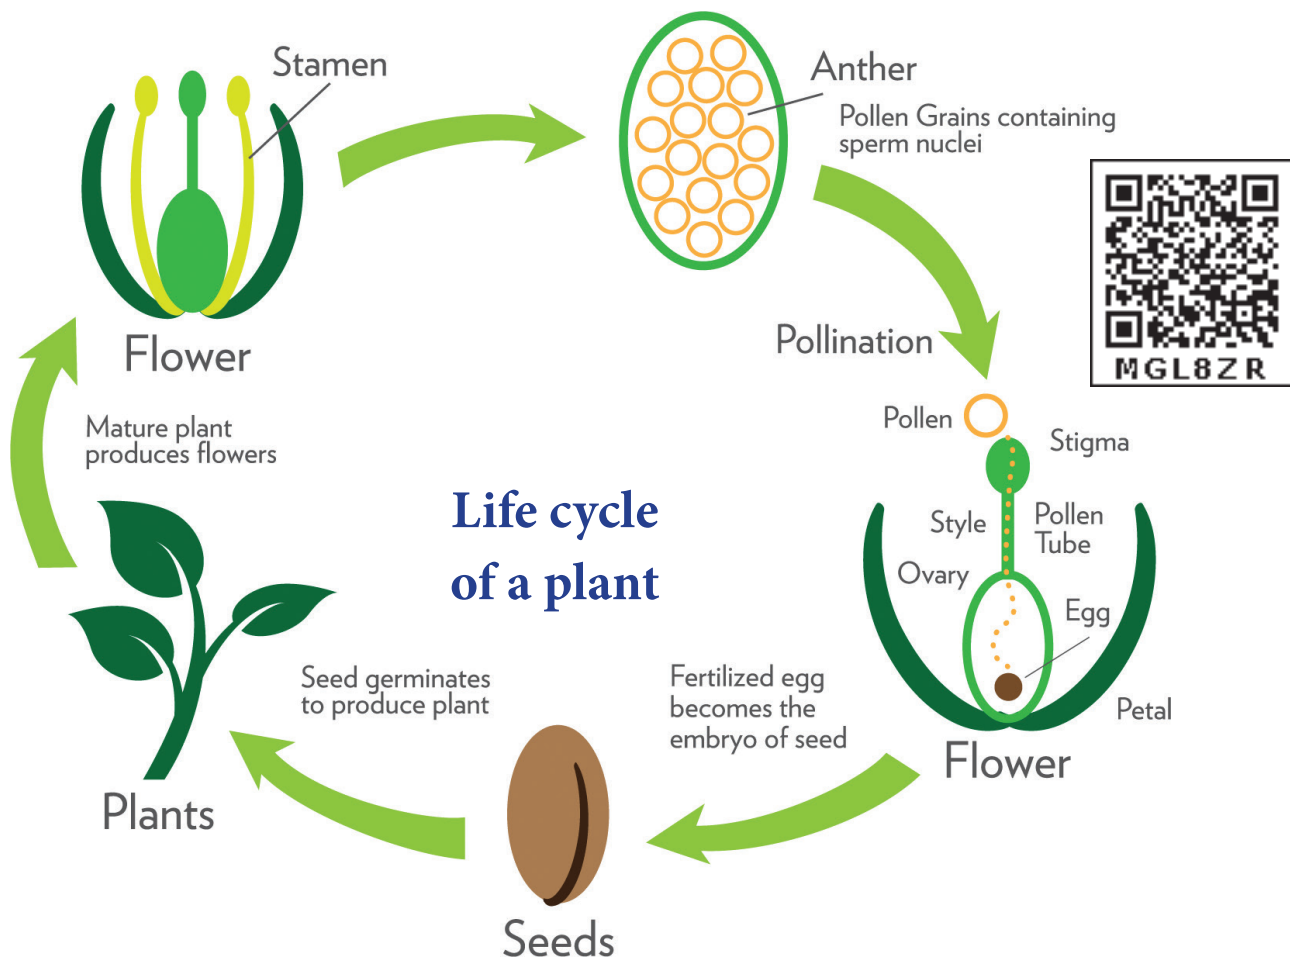 Stamen
Anther
Pollen Grains containing
sperm nuclei
MGL8ZR
Flower
Pollination
Mature plant
produces flowers
Pollen
Stigma
Life cycle
of a plant
Style
Pollen
Tube
Ovary
Egg
Petal
Seed germinates
to produce plant
Fertilized egg
becomes the
embryo of seed
Flower
Plants
Seeds